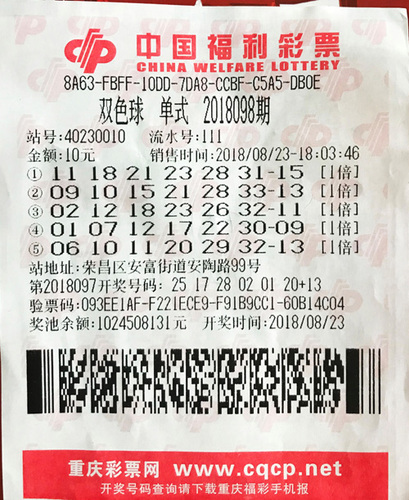 中国福利彩票
CHINA WELFARE LOTTERY
8A63-FBFF-10DD-7DA8-CCBF-C5A5-DB0E
双色球 单式 2018098期
站号:40230010 流水号:111
金额:10元 销售时间:2018/08/23-18:03:46
① 11 18 21 23 28 31-15 [1倍]
② 09 10 15 21 28 33-13 [1倍]
③ 02 12 18 23 26 32-11 [1倍]
④ 01 07 12 17 22 30-09 [1倍]
⑤ 06 10 11 20 29 32-13 [1倍]
站地址:荣昌区安富街道安陶路99号
第2018097开奖号码: 25 17 28 02 01 20+13
验票码:093EE1AF-F221ECE9-F91B9CC1-60B14C04
奖池余额:1024508131元 开奖时间:2018/08/23
重庆彩票网 www.cqcp.net
开奖号码查询请下载重庆福彩手机报